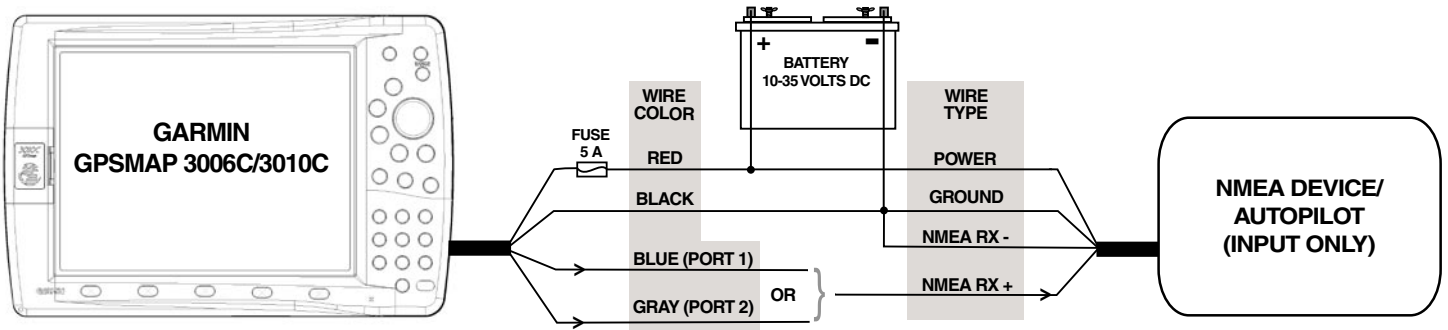 GARMIN
GPSMAP 3006C/3010C
+
-
BATTERY
10-35 VOLTS DC
WIRE
COLOR
WIRE
TYPE
FUSE
5 A
RED
POWER
BLACK
GROUND
NMEA RX -
BLUE (PORT 1)
OR
NMEA RX +
GRAY (PORT 2)
NMEA DEVICE/
AUTOPILOT
(INPUT ONLY)